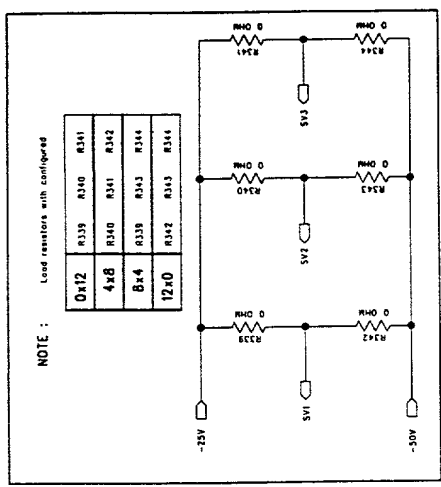 NOTE :
Load resistors with configured
0x12 R339 R340 R341
4x8 R340 R341 R342
8x4 R339 R343 R344
12x0 R342 R343 R344
-25V
R339
0 OHM
R340
0 OHM
R341
0 OHM
SV1
SV2
SV3
R342
0 OHM
R343
0 OHM
R344
0 OHM
-50V